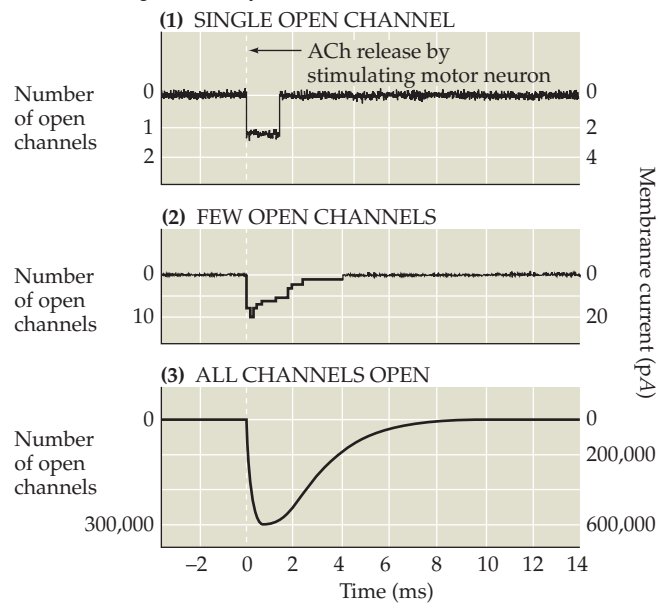 (1) SINGLE OPEN CHANNEL
ACh release by
stimulating motor neuron
Number
of open
channels
0
1
2
0
2
4
(2) FEW OPEN CHANNELS
Number
of open
channels
0
10
0
20
(3) ALL CHANNELS OPEN
Number
of open
channels
0
300,000
0
200,000
600,000
Membranre current (pA)
–2 0 2 4 6 8 10 12 14
Time (ms)